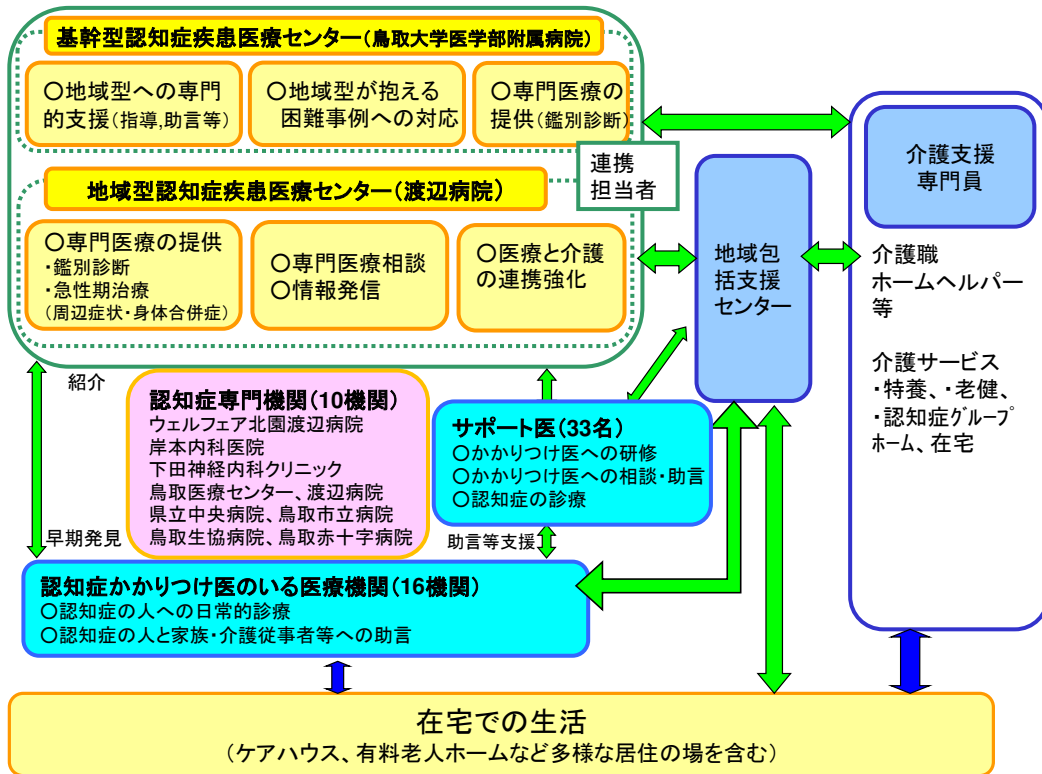 基幹型認知症疾患医療センター(鳥取大学医学部附属病院)
〇地域型への専門
的支援(指導,助言等)
〇地域型が抱える
困難事例への対応
〇専門医療の
提供(鑑別診断)
連携
担当者
地域型認知症疾患医療センター(渡辺病院)
〇専門医療の提供
・鑑別診断
・急性期治療
(周辺症状・身体合併症)
〇専門医療相談
〇情報発信
〇医療と介護
の連携強化
地域包
括支援
センター
介護支援
専門員
介護職
ホームヘルパー
等
介護サービス
・特養、・老健、
・認知症グループ
ホーム、在宅
紹介
早期発見
認知症専門機関(10機関)
ウェルフェア北園渡辺病院
岸本内科医院
下田神経内科クリニック
鳥取医療センター、渡辺病院
県立中央病院、鳥取市立病院
鳥取生協病院、鳥取赤十字病院
サポート医(33名)
〇かかりつけ医への研修
〇かかりつけ医への相談・助言
〇認知症の診療
助言等支援
認知症かかりつけ医のいる医療機関(16機関)
〇認知症の人への日常的診療
〇認知症の人と家族・介護従事者等への助言
在宅での生活
(ケアハウス、有料老人ホームなど多様な居住の場を含む)